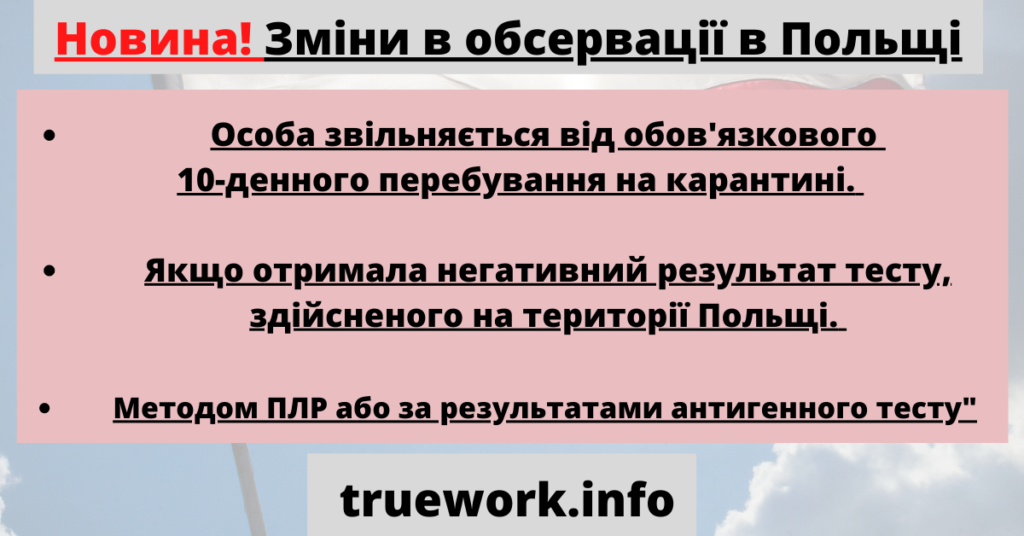 Новина! Зміни в обсервації в Польщі
• Особа звільняється від обов'язкового
10-денного перебування на карантині.
• Якщо отримала негативний результат тесту,
здійсненого на території Польщі.
• Методом ПЛР або за результатами антигенного тесту"
truework.info